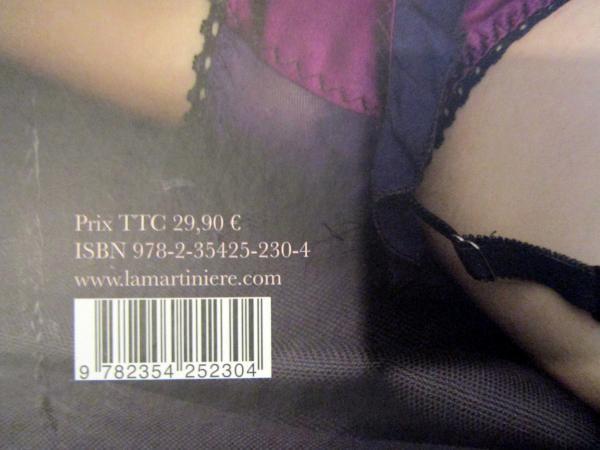 Prix TTC 29,90 €
ISBN 978-2-35425-230-4
www.lamartiniere.com
9 782354 252304